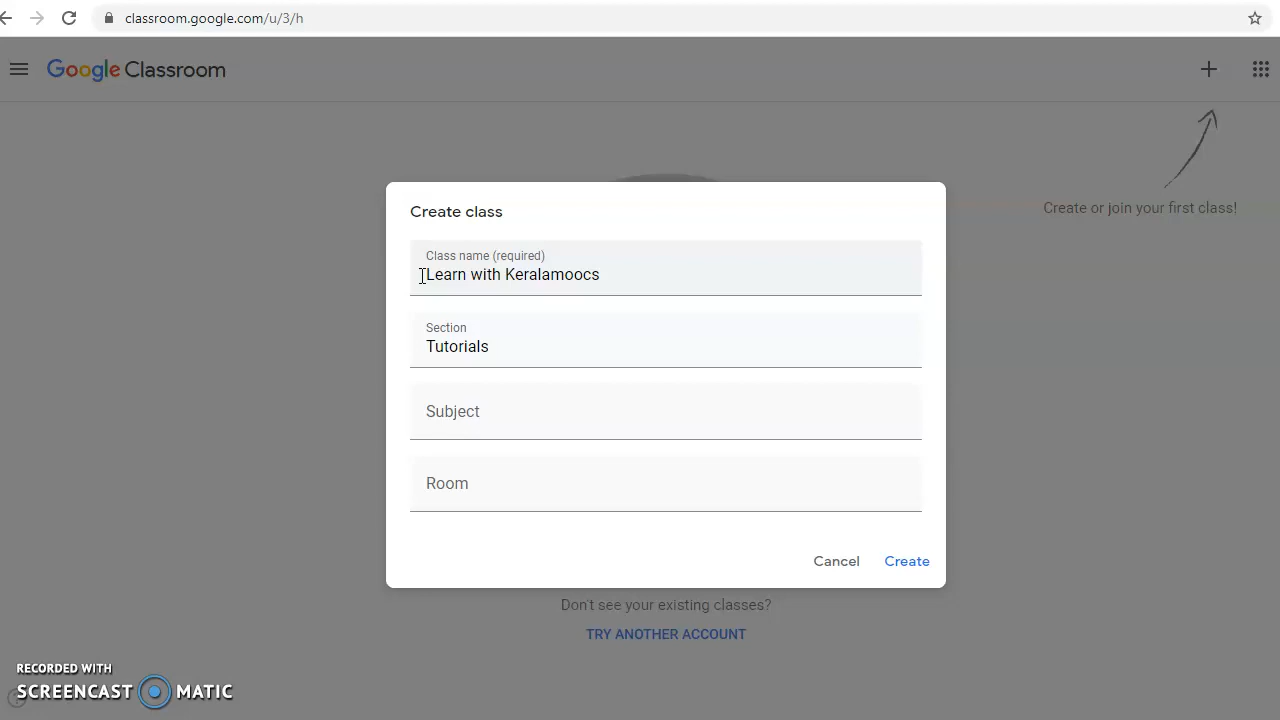 classroom.google.com/u/3/h
Google Classroom
Create or join your first class!
Create class
Class name (required)
Learn with Keralamoocs
Section
Tutorials
Subject
Room
Cancel Create
Don't see your existing classes?
TRY ANOTHER ACCOUNT
RECORDED WITH
SCREENCAST MATIC